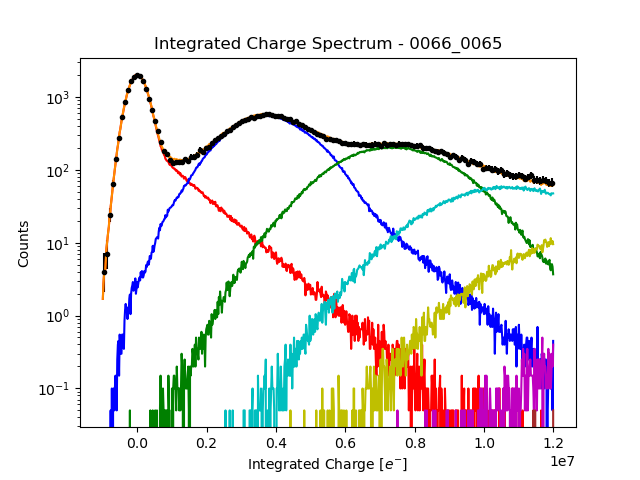 Integrated Charge Spectrum - 0066_0065
Counts
10³
10²
10¹
10⁰
10⁻¹
0.0 0.2 0.4 0.6 0.8 1.0 1.2
1e7
Integrated Charge [e⁻]